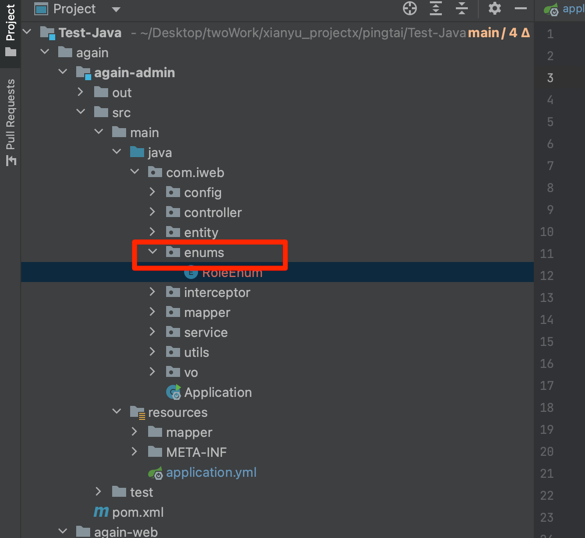 Project
appl
Project
Pull Requests
Test-Java - ~/Desktop/twoWork/xianyu_projectx/pingtai/Test-Java main / 4 Δ
again
again-admin
out
src
main
java
com.iweb
config
controller
entity
enums
RoleEnum
interceptor
mapper
service
utils
vo
Application
resources
mapper
META-INF
application.yml
test
pom.xml
again-web
1
2
3
4
5
6
7
8
9
10
11
12
13
14
15
16
17
18
19
20
21
22
23